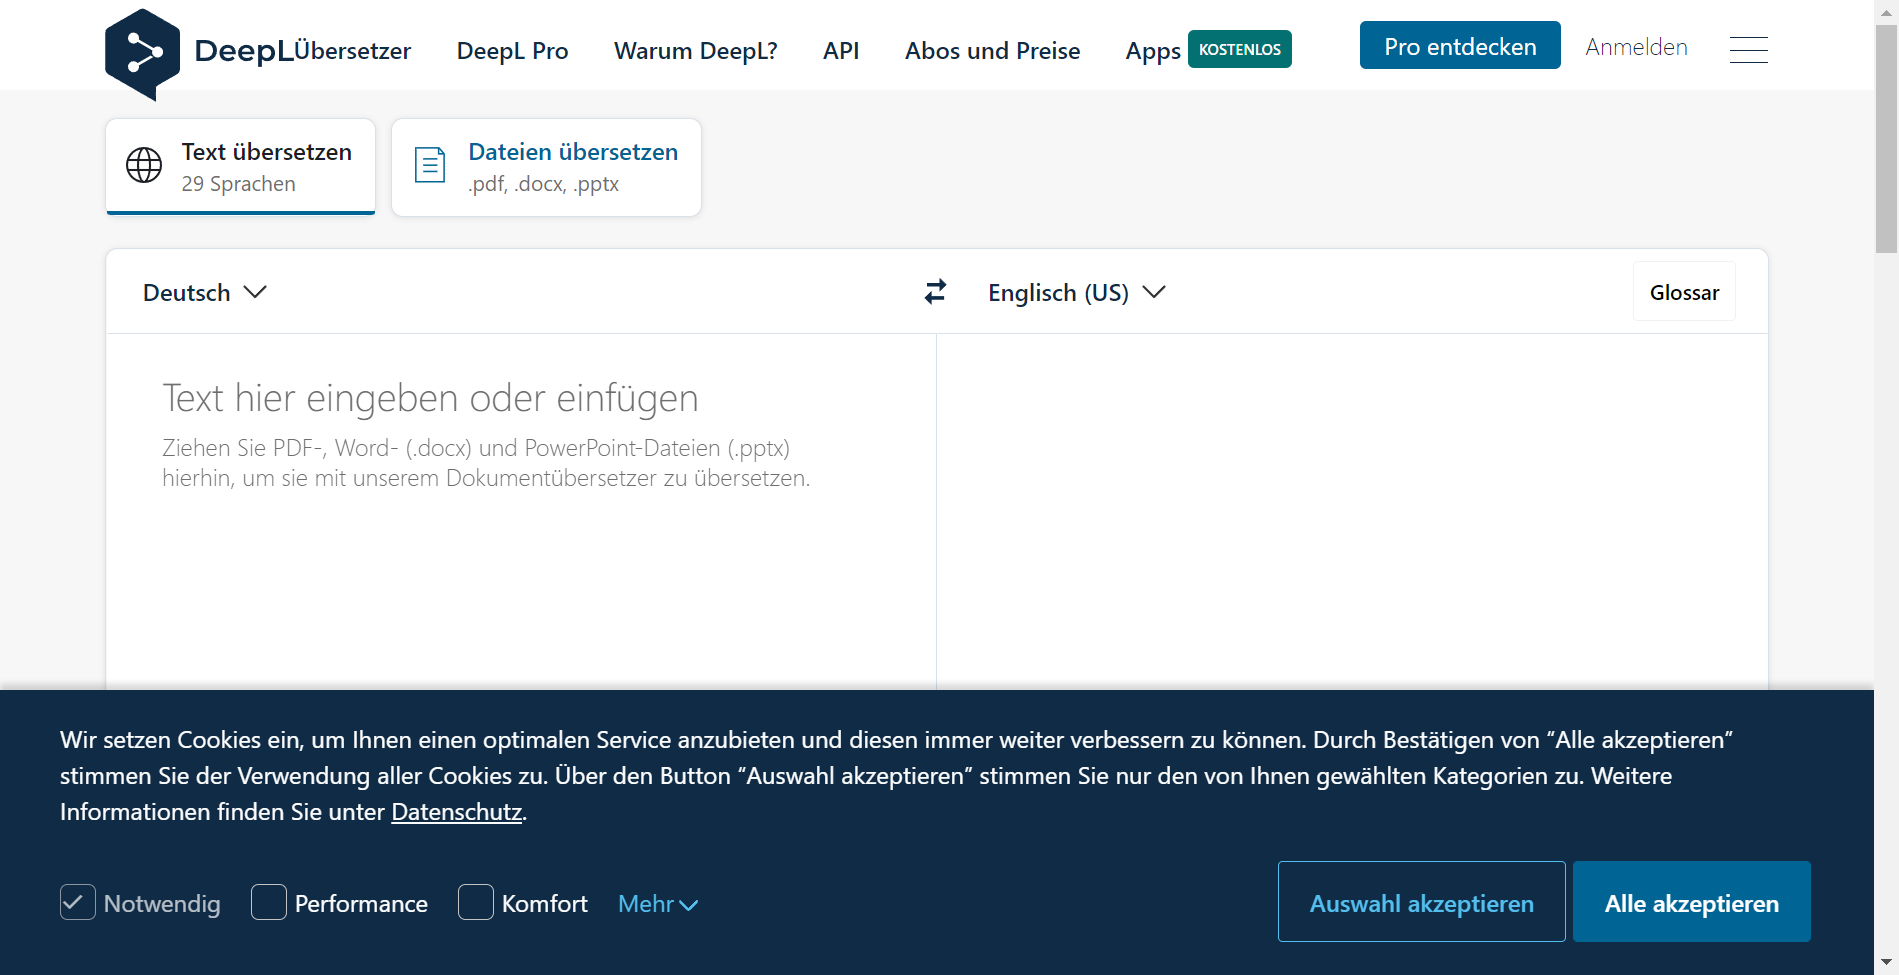 DeepL Übersetzer DeepL Pro Warum DeepL? API Abos und Preise Apps KOSTENLOS Pro entdecken Anmelden
Text übersetzen
29 Sprachen
Dateien übersetzen
.pdf, .docx, .pptx
Deutsch Englisch (US) Glossar
Text hier eingeben oder einfügen
Ziehen Sie PDF-, Word- (.docx) und PowerPoint-Dateien (.pptx)
hierhin, um sie mit unserem Dokumentübersetzer zu übersetzen.
Wir setzen Cookies ein, um Ihnen einen optimalen Service anzubieten und diesen immer weiter verbessern zu können. Durch Bestätigen von “Alle akzeptieren”
stimmen Sie der Verwendung aller Cookies zu. Über den Button “Auswahl akzeptieren” stimmen Sie nur den von Ihnen gewählten Kategorien zu. Weitere
Informationen finden Sie unter Datenschutz.
Notwendig Performance Komfort Mehr Auswahl akzeptieren Alle akzeptieren